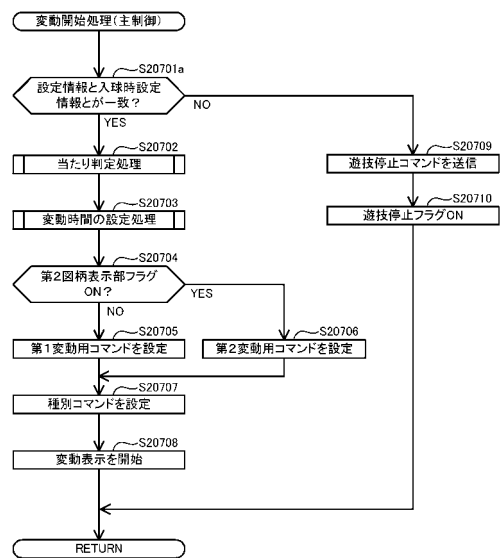 変動開始処理(主制御)
S20701a
設定情報と入球時設定
情報とが一致?
NO
YES
S20702
当たり判定処理
S20709
遊技停止コマンドを送信
S20703
変動時間の設定処理
S20710
遊技停止フラグON
S20704
第2図柄表示部フラグ
ON?
YES
NO
S20705
第1変動用コマンドを設定
S20706
第2変動用コマンドを設定
S20707
種別コマンドを設定
S20708
変動表示を開始
RETURN